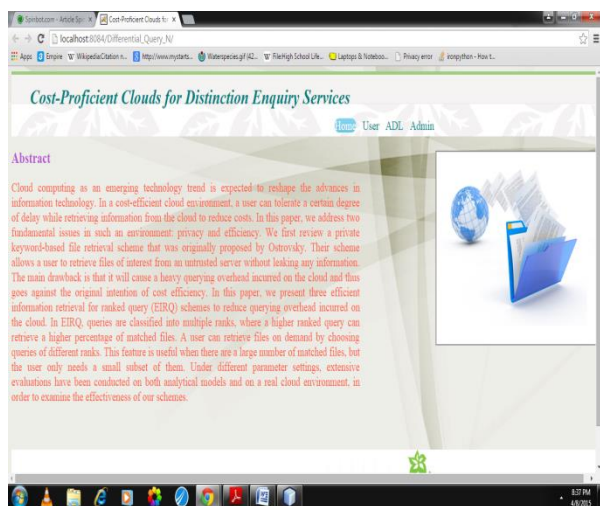 Spinbot.com - Article Spi
Cost-Proficient Clouds fo
localhost:8084/Differential_Query_N/
Apps Empire WikipediaCitation n... http://www.mystarts... Waterspecies.gif (42... FileHigh School Life... Laptops & Noteboo... Privacy error ironpython - How t...
Cost-Proficient Clouds for Distinction Enquiry Services
Home User ADL Admin
Abstract
Cloud computing as an emerging technology trend is expected to reshape the advances in
information technology. In a cost-efficient cloud environment, a user can tolerate a certain degree
of delay while retrieving information from the cloud to reduce costs. In this paper, we address two
fundamental issues in such an environment: privacy and efficiency. We first review a private
keyword-based file retrieval scheme that was originally proposed by Ostrovsky. Their scheme
allows a user to retrieve files of interest from an untrusted server without leaking any information.
The main drawback is that it will cause a heavy querying overhead incurred on the cloud and thus
goes against the original intention of cost efficiency. In this paper, we present three efficient
information retrieval for ranked query (EIRQ) schemes to reduce querying overhead incurred on
the cloud. In EIRQ, queries are classified into multiple ranks, where a higher ranked query can
retrieve a higher percentage of matched files. A user can retrieve files on demand by choosing
queries of different ranks. This feature is useful when there are a large number of matched files, but
the user only needs a small subset of them. Under different parameter settings, extensive
evaluations have been conducted on both analytical models and on a real cloud environment, in
order to examine the effectiveness of our schemes.
8:37 PM
4/8/2015